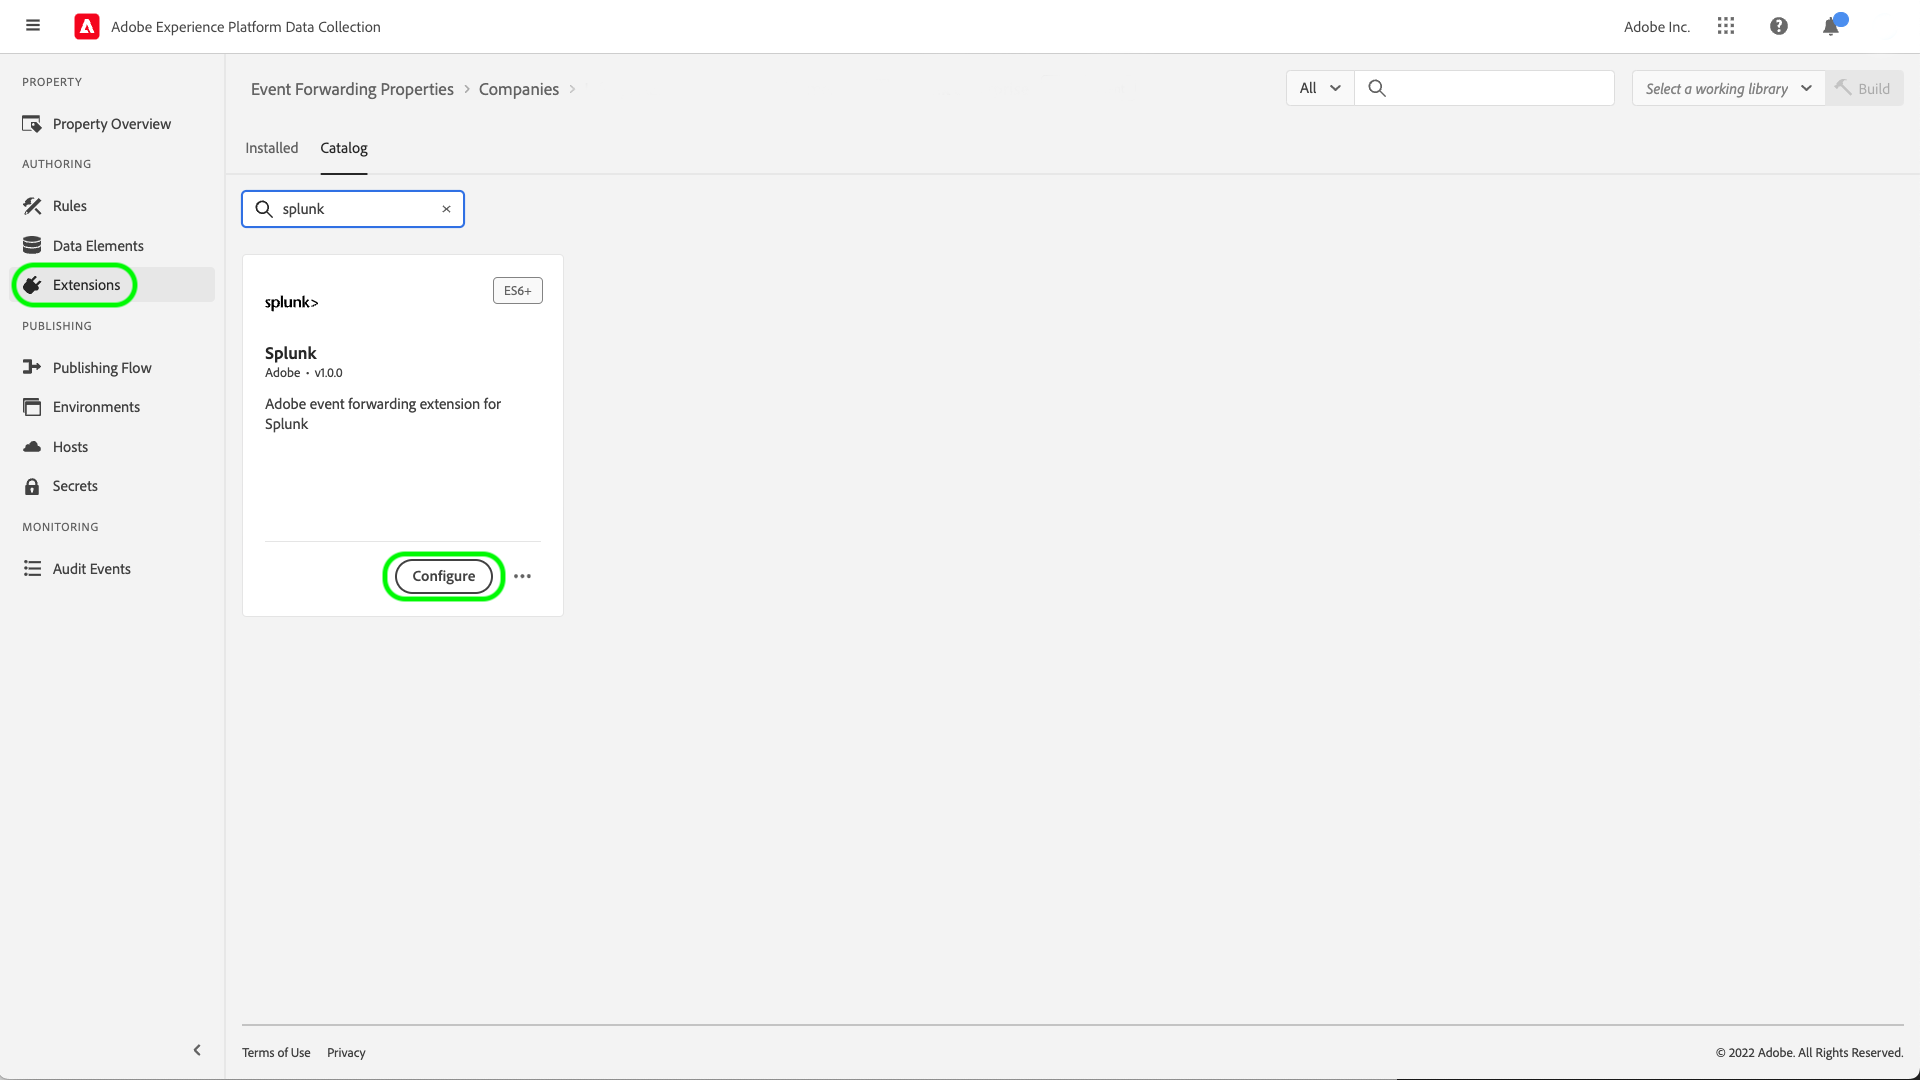 Adobe Experience Platform Data Collection
Adobe Inc.
PROPERTY
Property Overview
AUTHORING
Rules
Data Elements
Extensions
PUBLISHING
Publishing Flow
Environments
Hosts
Secrets
MONITORING
Audit Events
Event Forwarding Properties > Companies >
All
Select a working library
Build
Installed Catalog
splunk
splunk>
ES6+
Splunk
Adobe • v1.0.0
Adobe event forwarding extension for
Splunk
Configure
Terms of Use Privacy
© 2022 Adobe. All Rights Reserved.